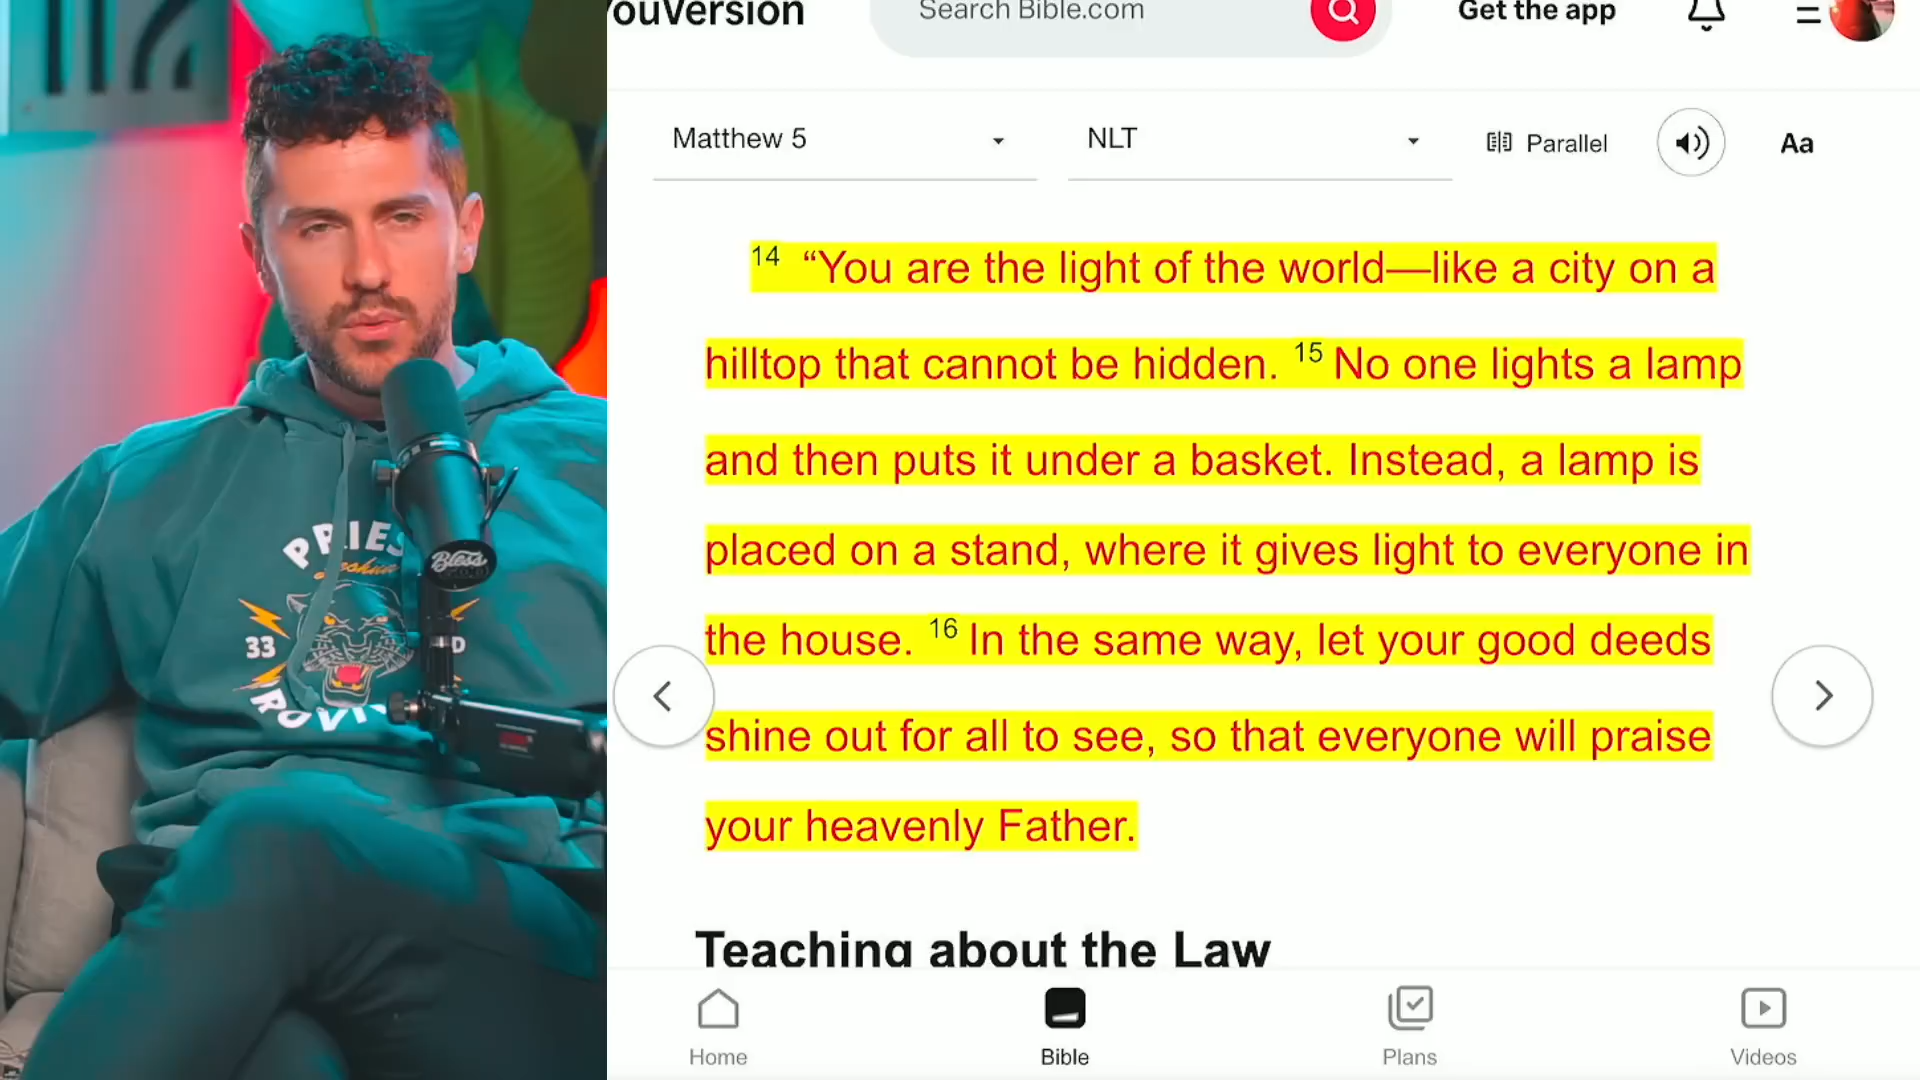 Search Bible.com
Get the app
Matthew 5
NLT
Parallel
Aa
14 “You are the light of the world—like a city on a
hilltop that cannot be hidden. 15 No one lights a lamp
and then puts it under a basket. Instead, a lamp is
placed on a stand, where it gives light to everyone in
the house. 16 In the same way, let your good deeds
shine out for all to see, so that everyone will praise
your heavenly Father.
Teaching about the Law
Home
Bible
Plans
Videos
Bless
33